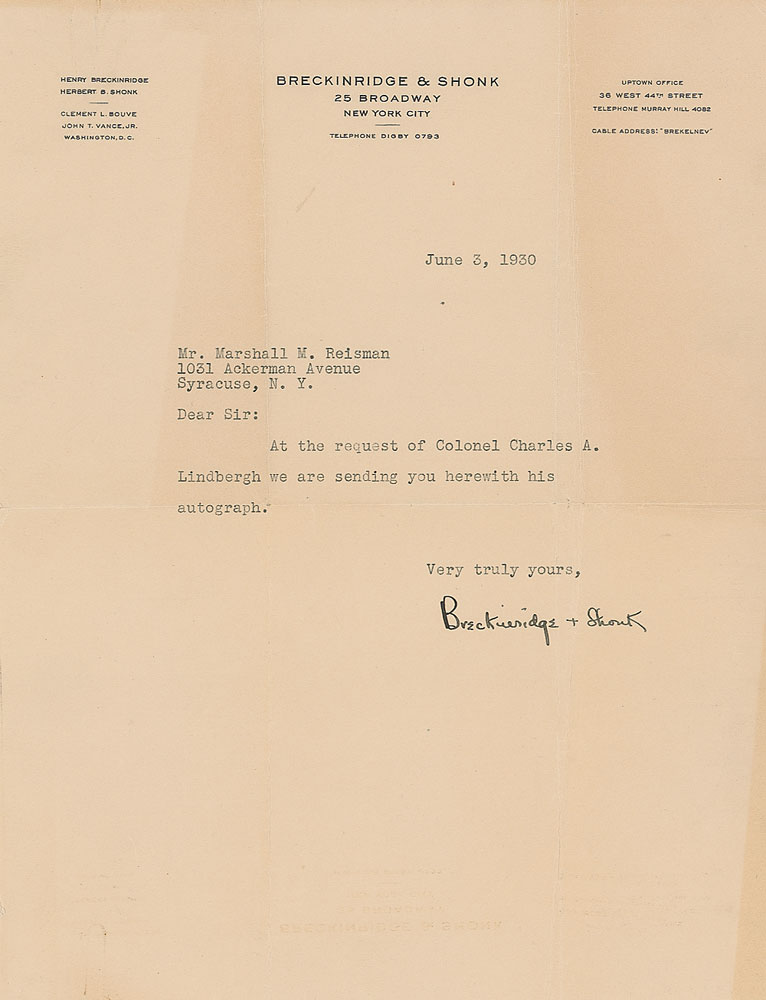 HENRY BRECKINRIDGE
HERBERT B. SHONK
CLEMENT L. BOUVE
JOHN T. VANCE, JR.
WASHINGTON, D.C.
BRECKINRIDGE & SHONK
25 BROADWAY
NEW YORK CITY
TELEPHONE DIGBY 0793
UPTOWN OFFICE
36 WEST 44TH STREET
TELEPHONE MURRAY HILL 4082
CABLE ADDRESS: "BREKELNEV"
June 3, 1930
Mr. Marshall M. Reisman
1031 Ackerman Avenue
Syracuse, N. Y.
Dear Sir:
At the request of Colonel Charles A.
Lindbergh we are sending you herewith his
autograph.
Very truly yours,
Breckinridge + Shonk
BRECKINRIDGE & SHONK